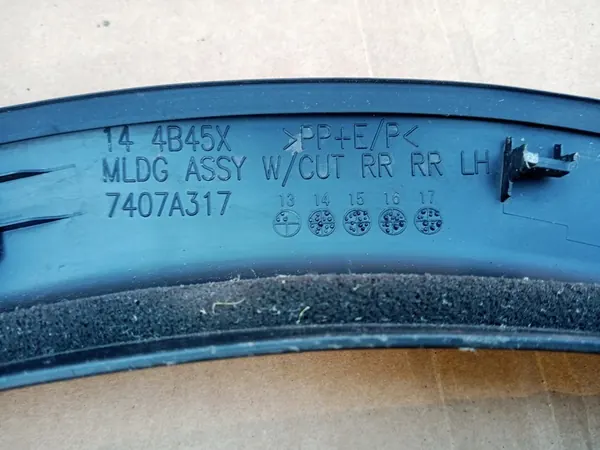 14 4B45X >PP+E/P<
MLDG ASSY W/CUT RR RR LH
7407A317 13 14 15 16 17